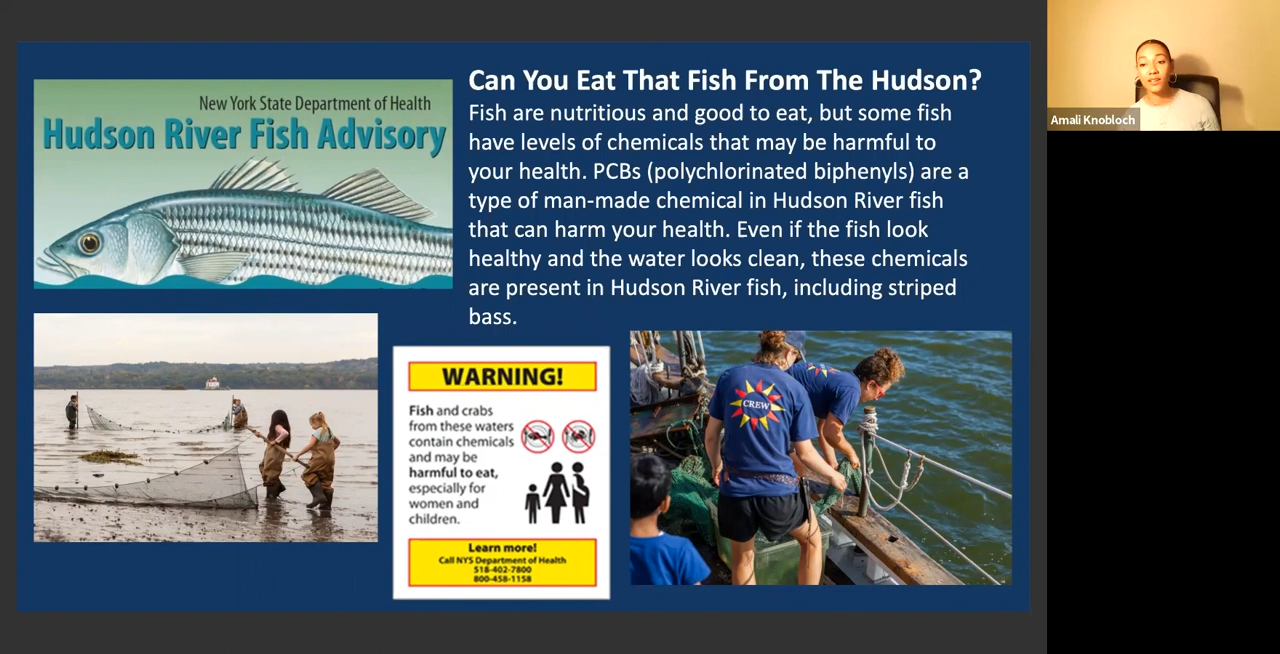 New York State Department of Health
Hudson River Fish Advisory
Can You Eat That Fish From The Hudson?
Fish are nutritious and good to eat, but some fish
have levels of chemicals that may be harmful to
your health. PCBs (polychlorinated biphenyls) are a
type of man-made chemical in Hudson River fish
that can harm your health. Even if the fish look
healthy and the water looks clean, these chemicals
are present in Hudson River fish, including striped
bass.
WARNING!
Fish and crabs
from these waters
contain chemicals
and may be
harmful to eat,
especially for
women and
children.
Learn more!
Call NYS Department of Health
518-402-7800
800-458-1158
CREW
Amali Knobloch